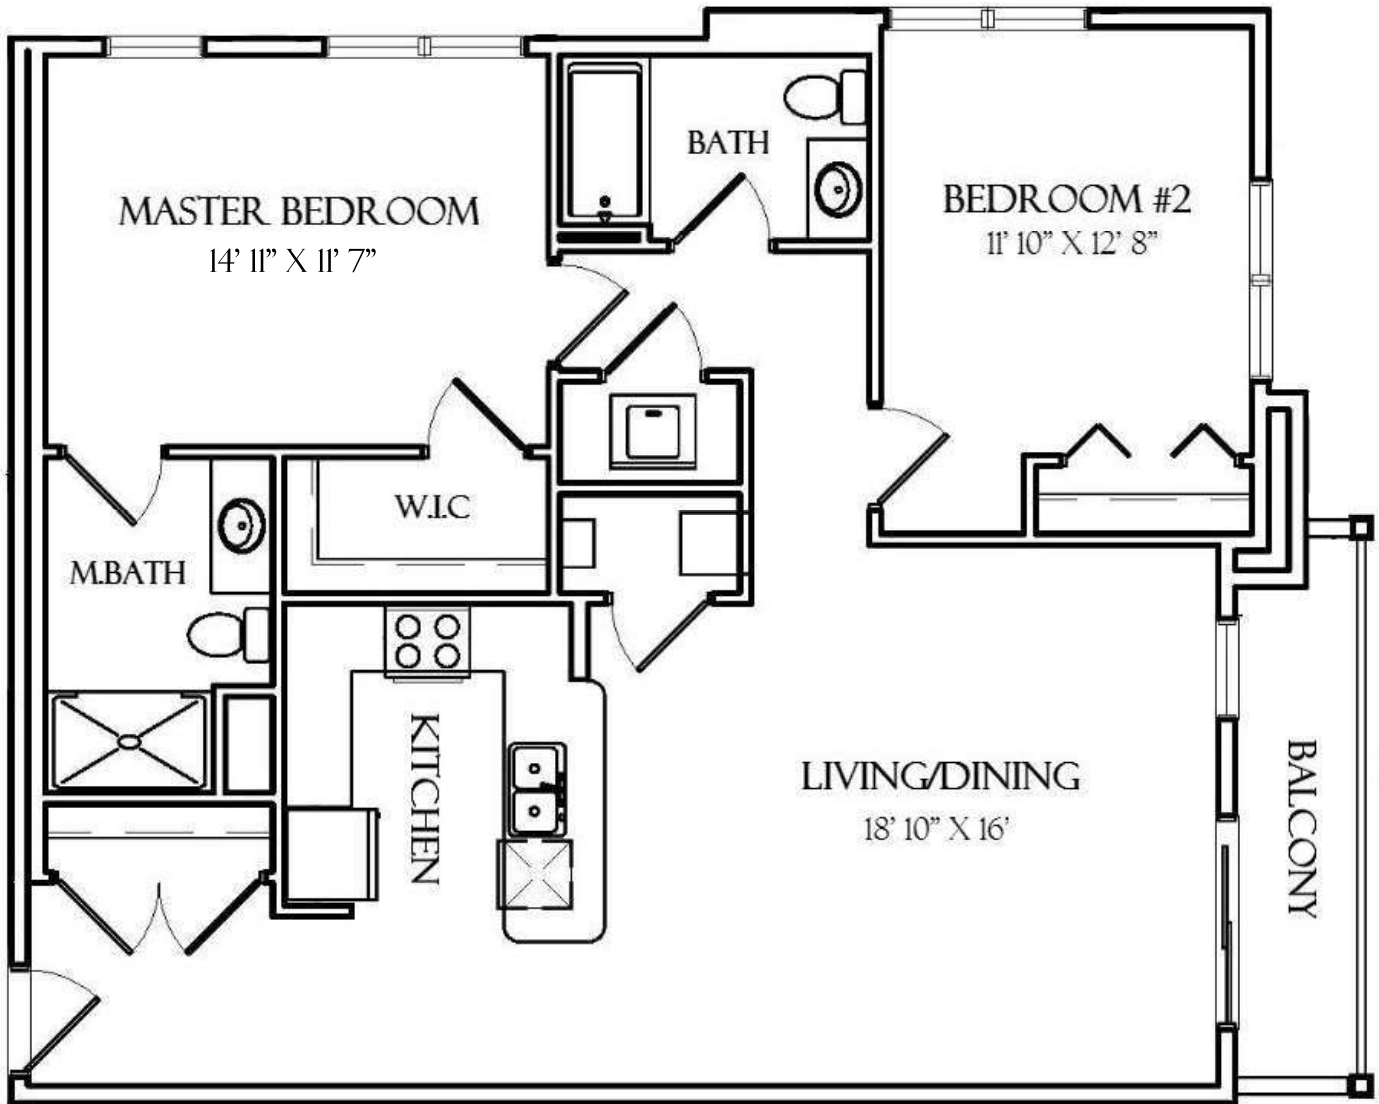 BATH
MASTER BEDROOM
14' 11" X 11' 7"
BEDROOM #2
11' 10" X 12' 8"
W.I.C
M.BATH
KITCHEN
LIVING/DINING
18' 10" X 16'
BALCONY